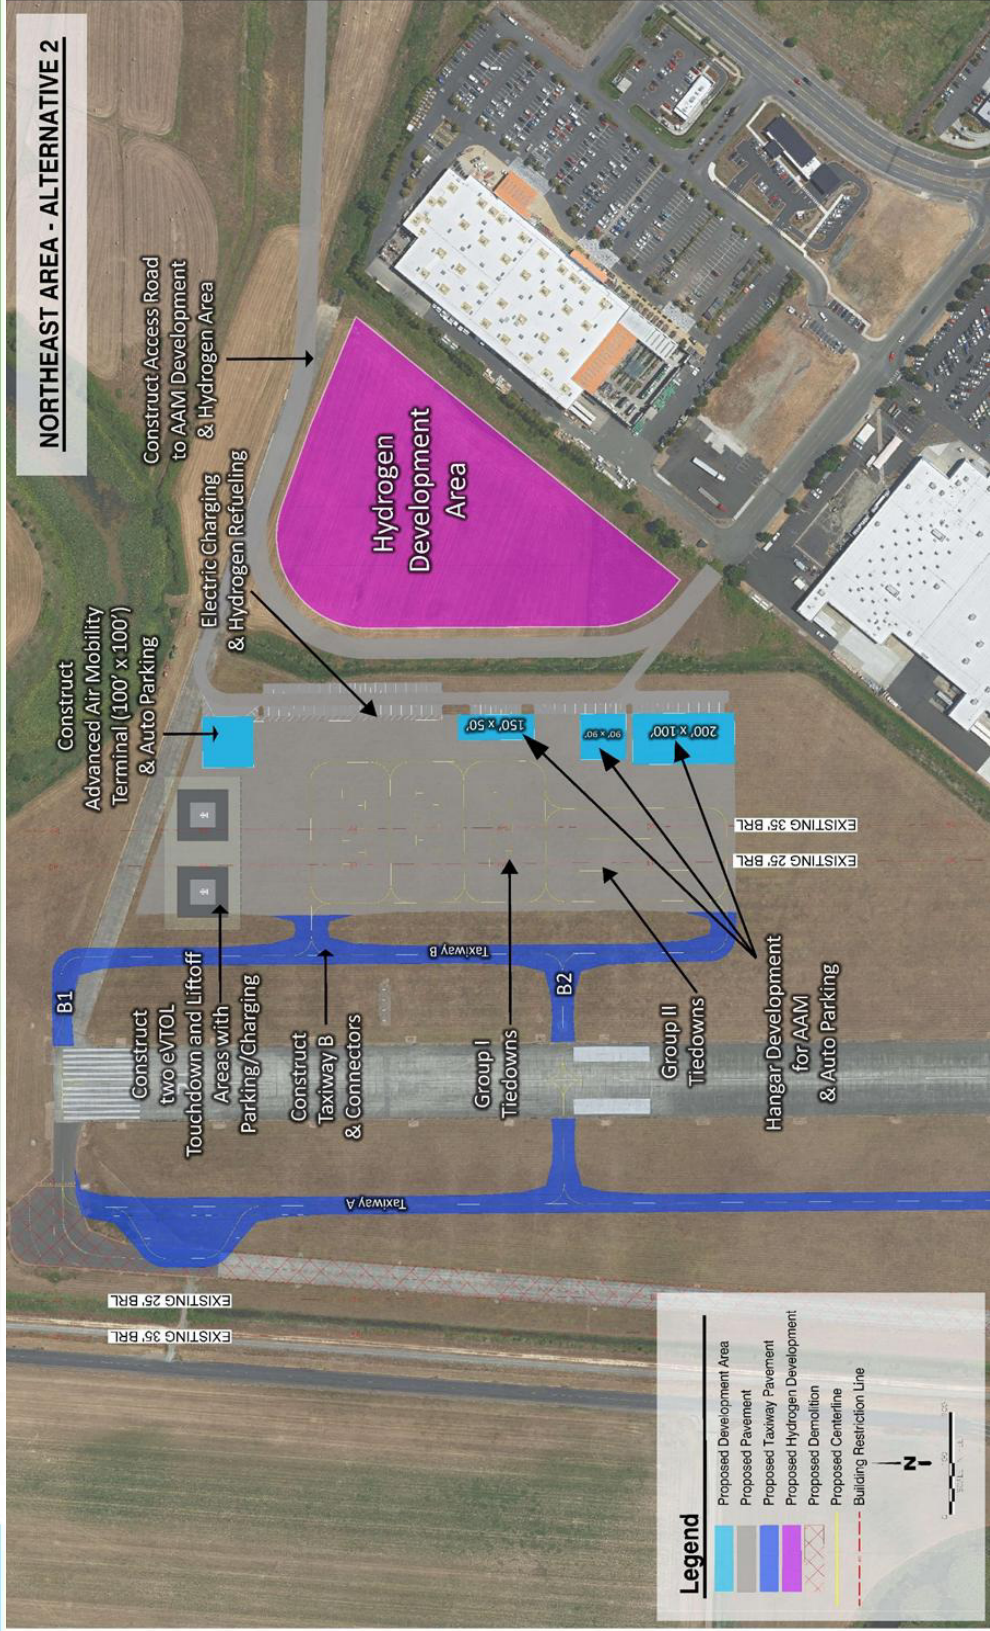 NORTHEAST AREA - ALTERNATIVE 2
Construct Access Road
to AAM Development
& Hydrogen Area
Electric Charging
& Hydrogen Refueling
Construct
Advanced Air Mobility
Terminal (100' x 100')
& Auto Parking
Hydrogen
Development
Area
150' x 50'
90' x 90'
200' x 100'
EXISTING 35' BRL
EXISTING 25' BRL
B1
Taxiway B
B2
Construct
two eVTOL
Touchdown and Liftoff
Areas with
Parking/Charging
Construct
Taxiway B
& Connectors
Group I
Tiedowns
Group II
Tiedowns
Hangar Development
for AAM
& Auto Parking
Taxiway A
EXISTING 25' BRL
EXISTING 35' BRL
Legend
Proposed Development Area
Proposed Pavement
Proposed Taxiway Pavement
Proposed Hydrogen Development
Proposed Demolition
Proposed Centerline
Building Restriction Line
N